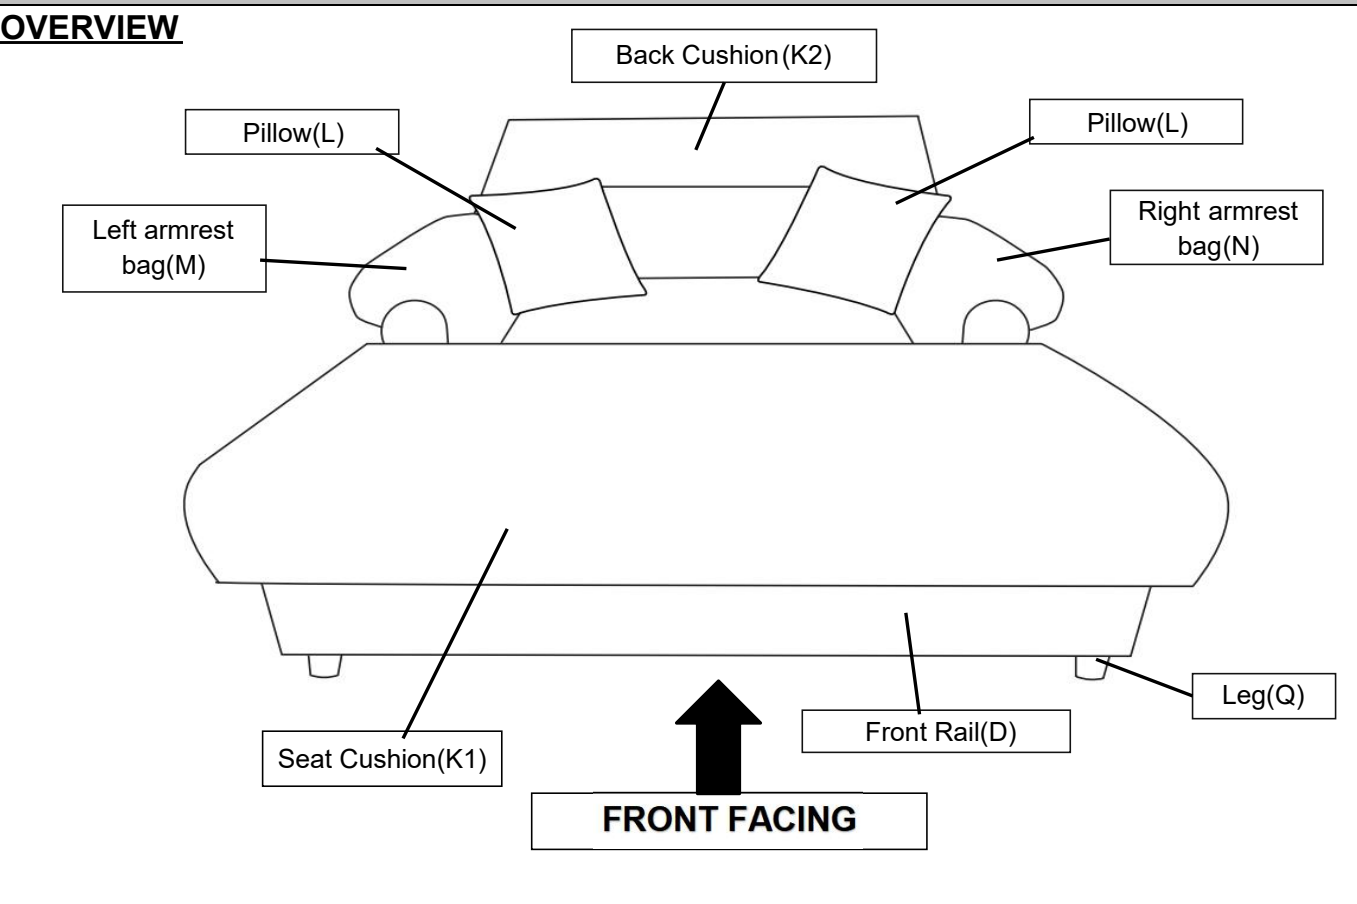 OVERVIEW
Back Cushion (K2)
Pillow(L)
Pillow(L)
Left armrest
bag(M)
Right armrest
bag(N)
Leg(Q)
Front Rail(D)
Seat Cushion(K1)
FRONT FACING